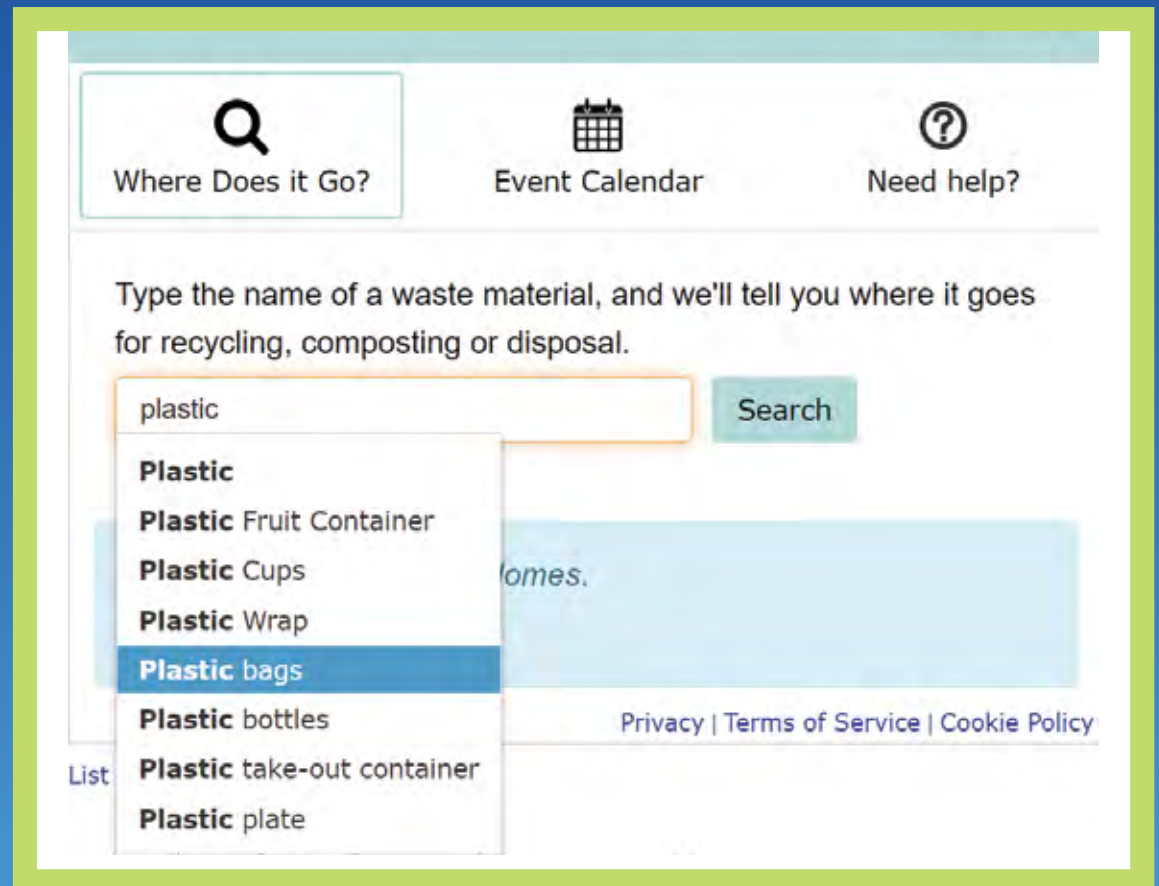 Where Does it Go?
Event Calendar
Need help?
Type the name of a waste material, and we'll tell you where it goes
for recycling, composting or disposal.
plastic
Search
Plastic
Plastic Fruit Container
Plastic Cups
Plastic Wrap
Plastic bags
Plastic bottles
Privacy | Terms of Service | Cookie Policy
List
Plastic take-out container
Plastic plate